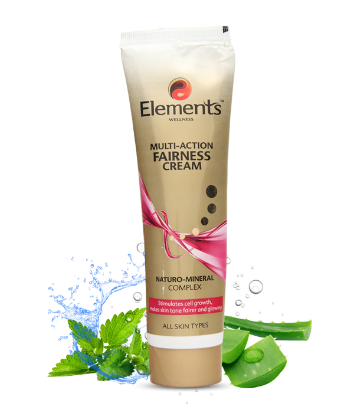 Elements™
WELLNESS
MULTI-ACTION
FAIRNESS
CREAM
NATURO-MINERAL
COMPLEX
Stimulates cell growth,
makes skin tone fairer and glowing
ALL SKIN TYPES